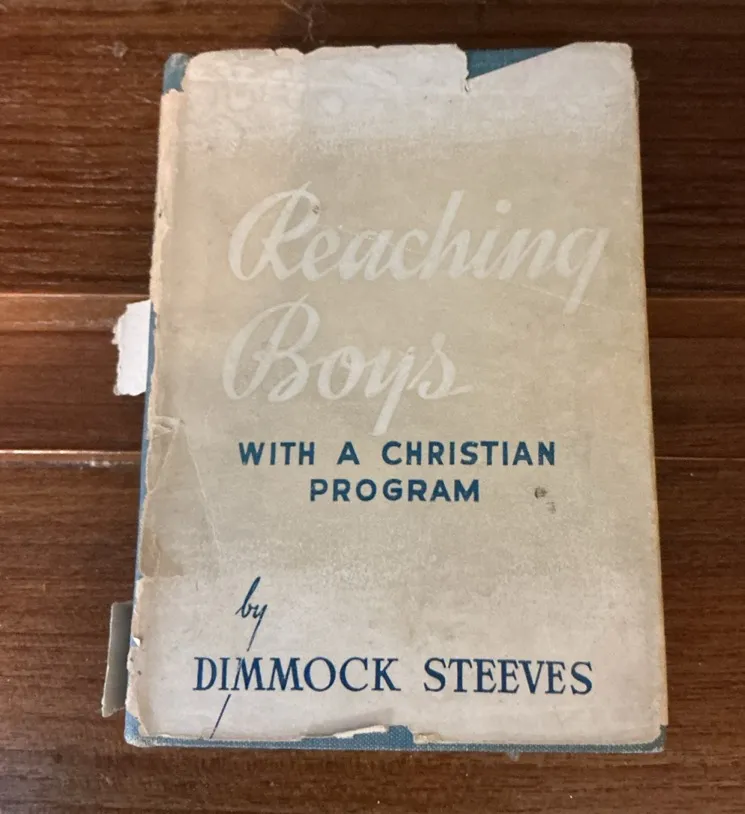 Reaching
Boys
WITH A CHRISTIAN
PROGRAM
by
DIMMOCK STEEVES